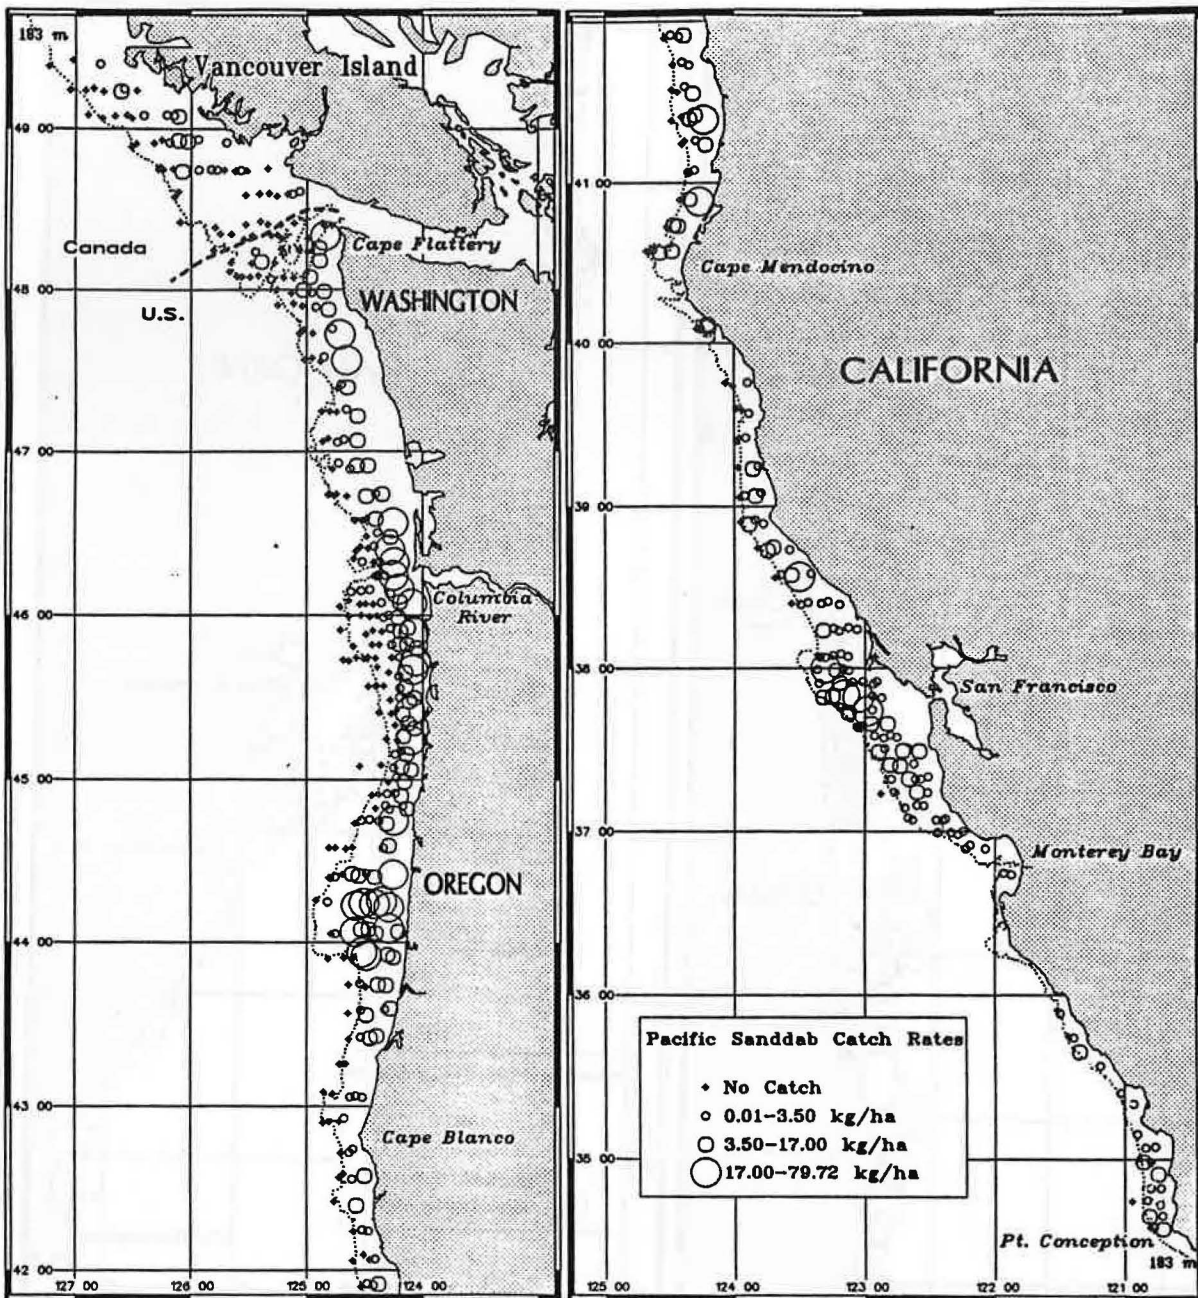 183 m
Vancouver Island
49 00
Canada
Cape Flattery
48 00
WASHINGTON
U.S.
47 00
46 00
Columbia
River
45 00
OREGON
44 00
43 00
Cape Blanco
42 00
127 00
126 00
125 00
124 00
41 00
Cape Mendocino
40 00
CALIFORNIA
39 00
38 00
San Francisco
37 00
Monterey Bay
36 00
Pacific Sanddab Catch Rates
No Catch
0.01-3.50 kg/ha
3.50-17.00 kg/ha
17.00-79.72 kg/ha
35 00
Pt. Conception
183 m
125 00
124 00
123 00
122 00
121 00